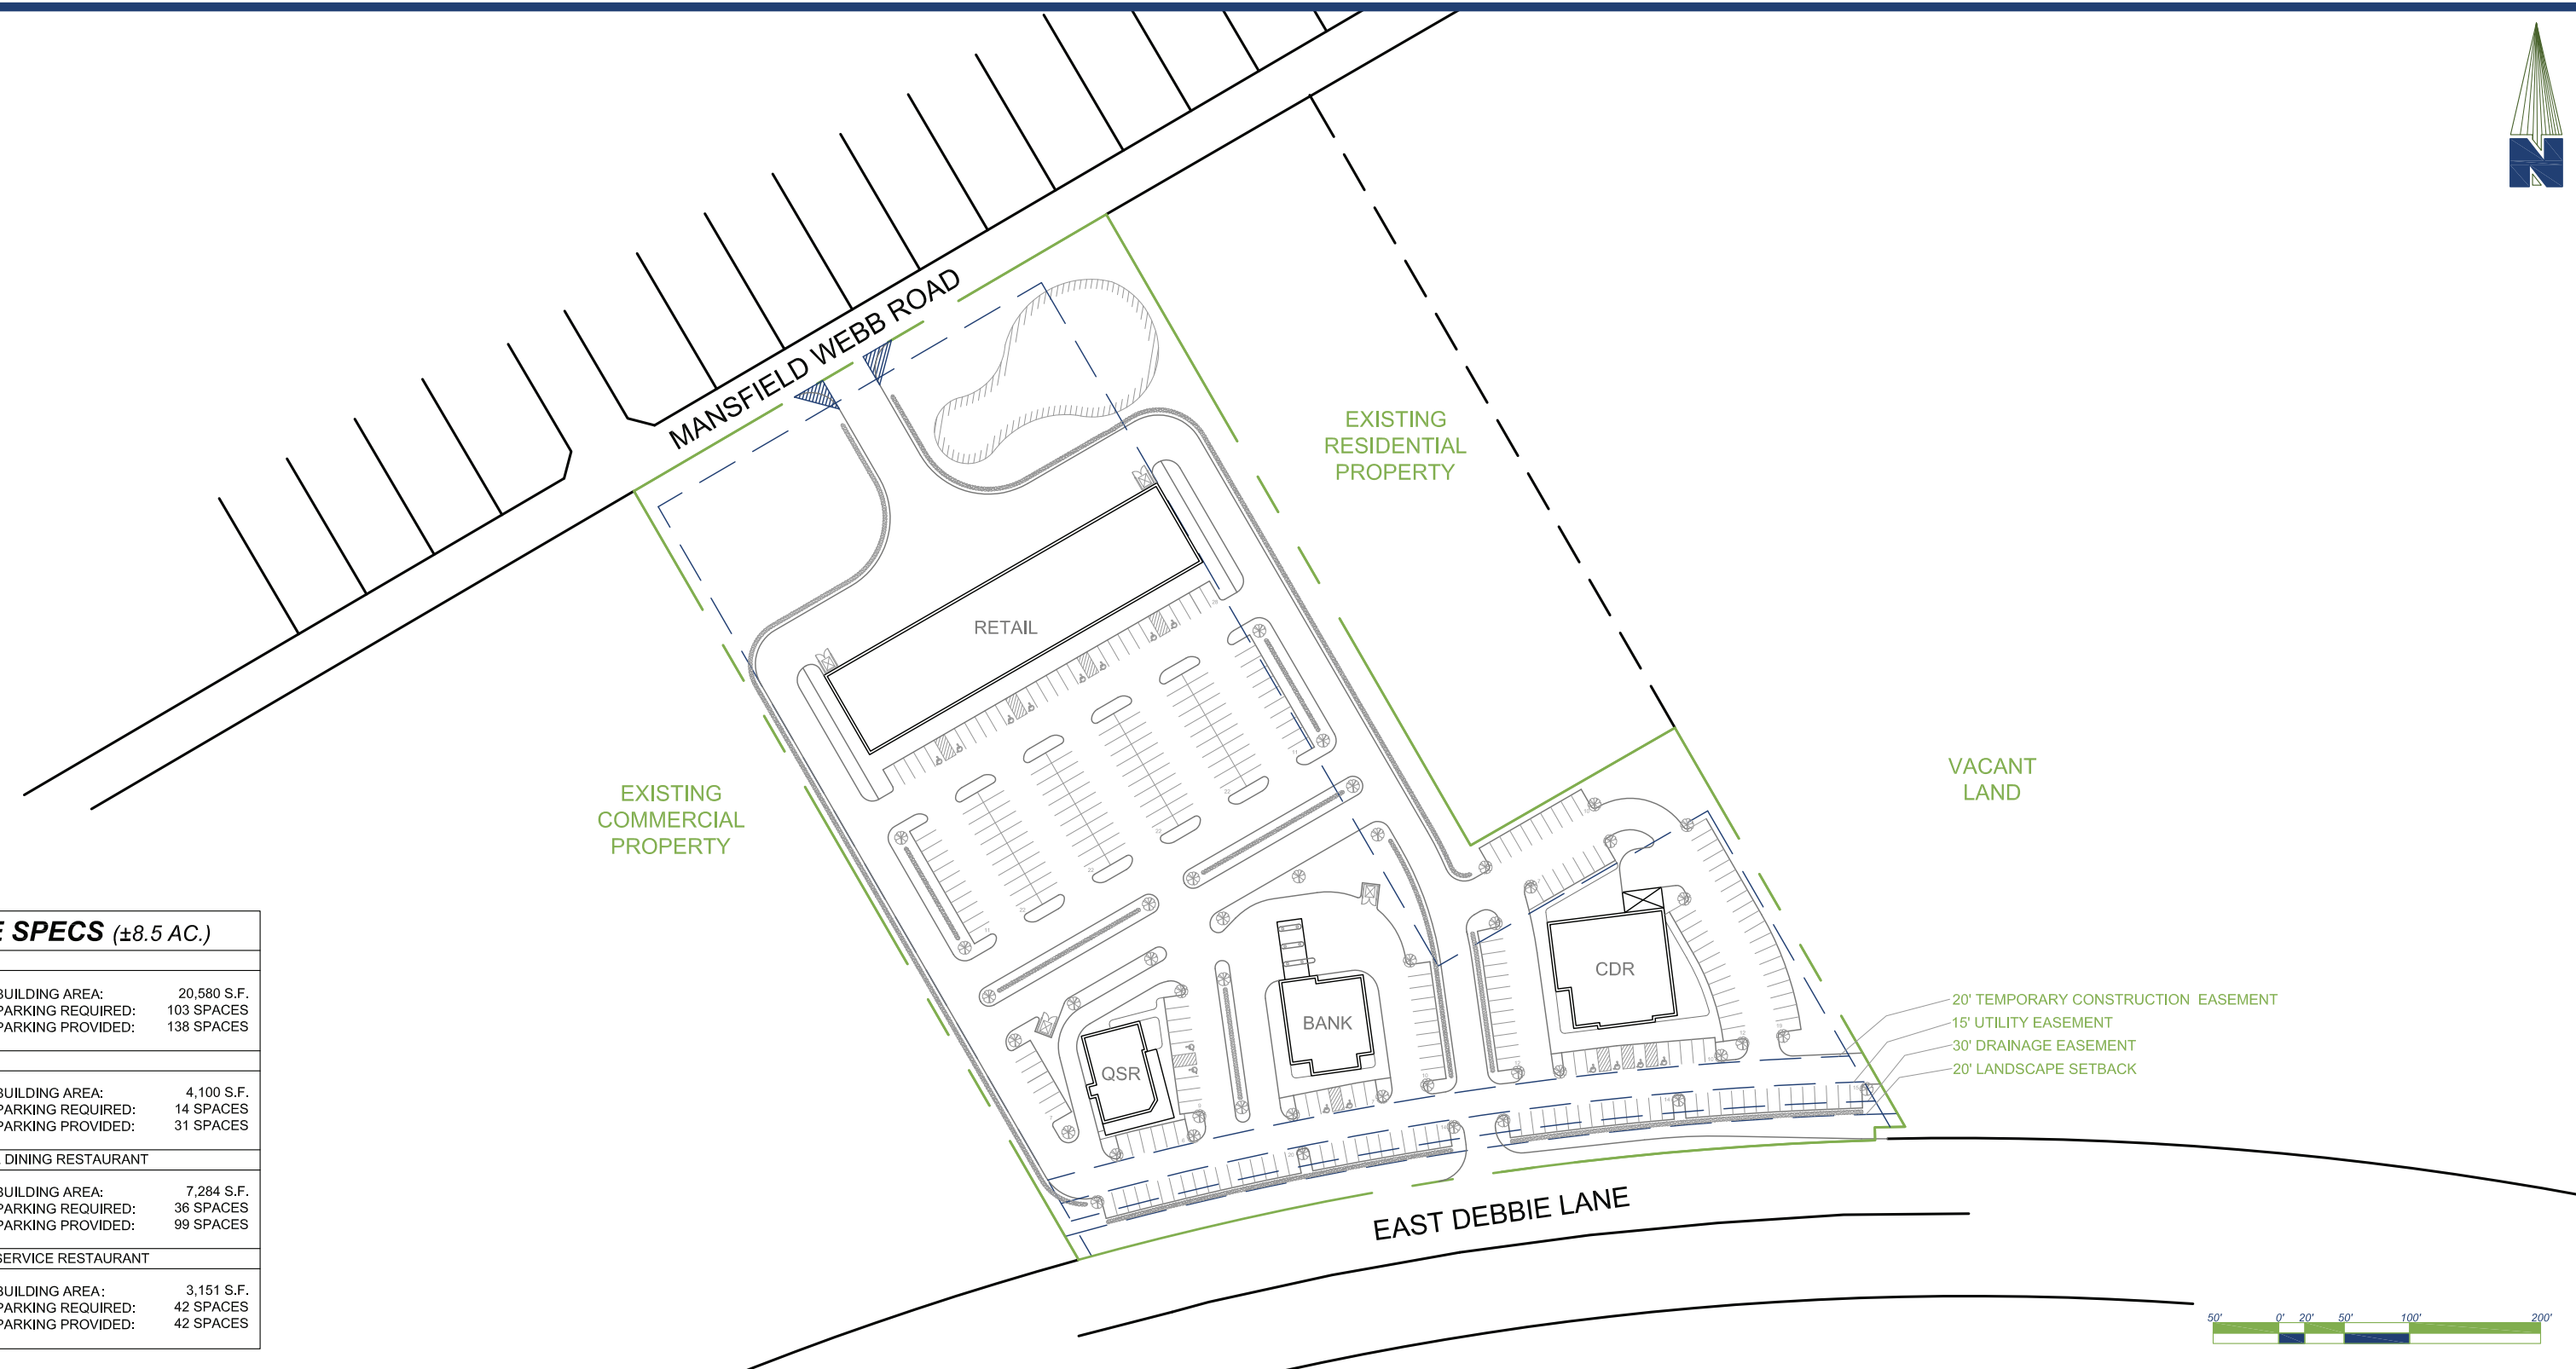 MANSFIELD WEBB ROAD
EXISTING
RESIDENTIAL
PROPERTY
RETAIL
EXISTING
COMMERCIAL
PROPERTY
VACANT
LAND
CDR
BANK
QSR
20' TEMPORARY CONSTRUCTION EASEMENT
15' UTILITY EASEMENT
30' DRAINAGE EASEMENT
20' LANDSCAPE SETBACK
EAST DEBBIE LANE
SPECS (±8.5 AC.)
BUILDING AREA: 20,580 S.F.
PARKING REQUIRED: 103 SPACES
PARKING PROVIDED: 138 SPACES
BUILDING AREA: 4,100 S.F.
PARKING REQUIRED: 14 SPACES
PARKING PROVIDED: 31 SPACES
DINING RESTAURANT
BUILDING AREA: 7,284 S.F.
PARKING REQUIRED: 36 SPACES
PARKING PROVIDED: 99 SPACES
SERVICE RESTAURANT
BUILDING AREA: 3,151 S.F.
PARKING REQUIRED: 42 SPACES
PARKING PROVIDED: 42 SPACES
N
50' 0' 20' 50' 100' 200'